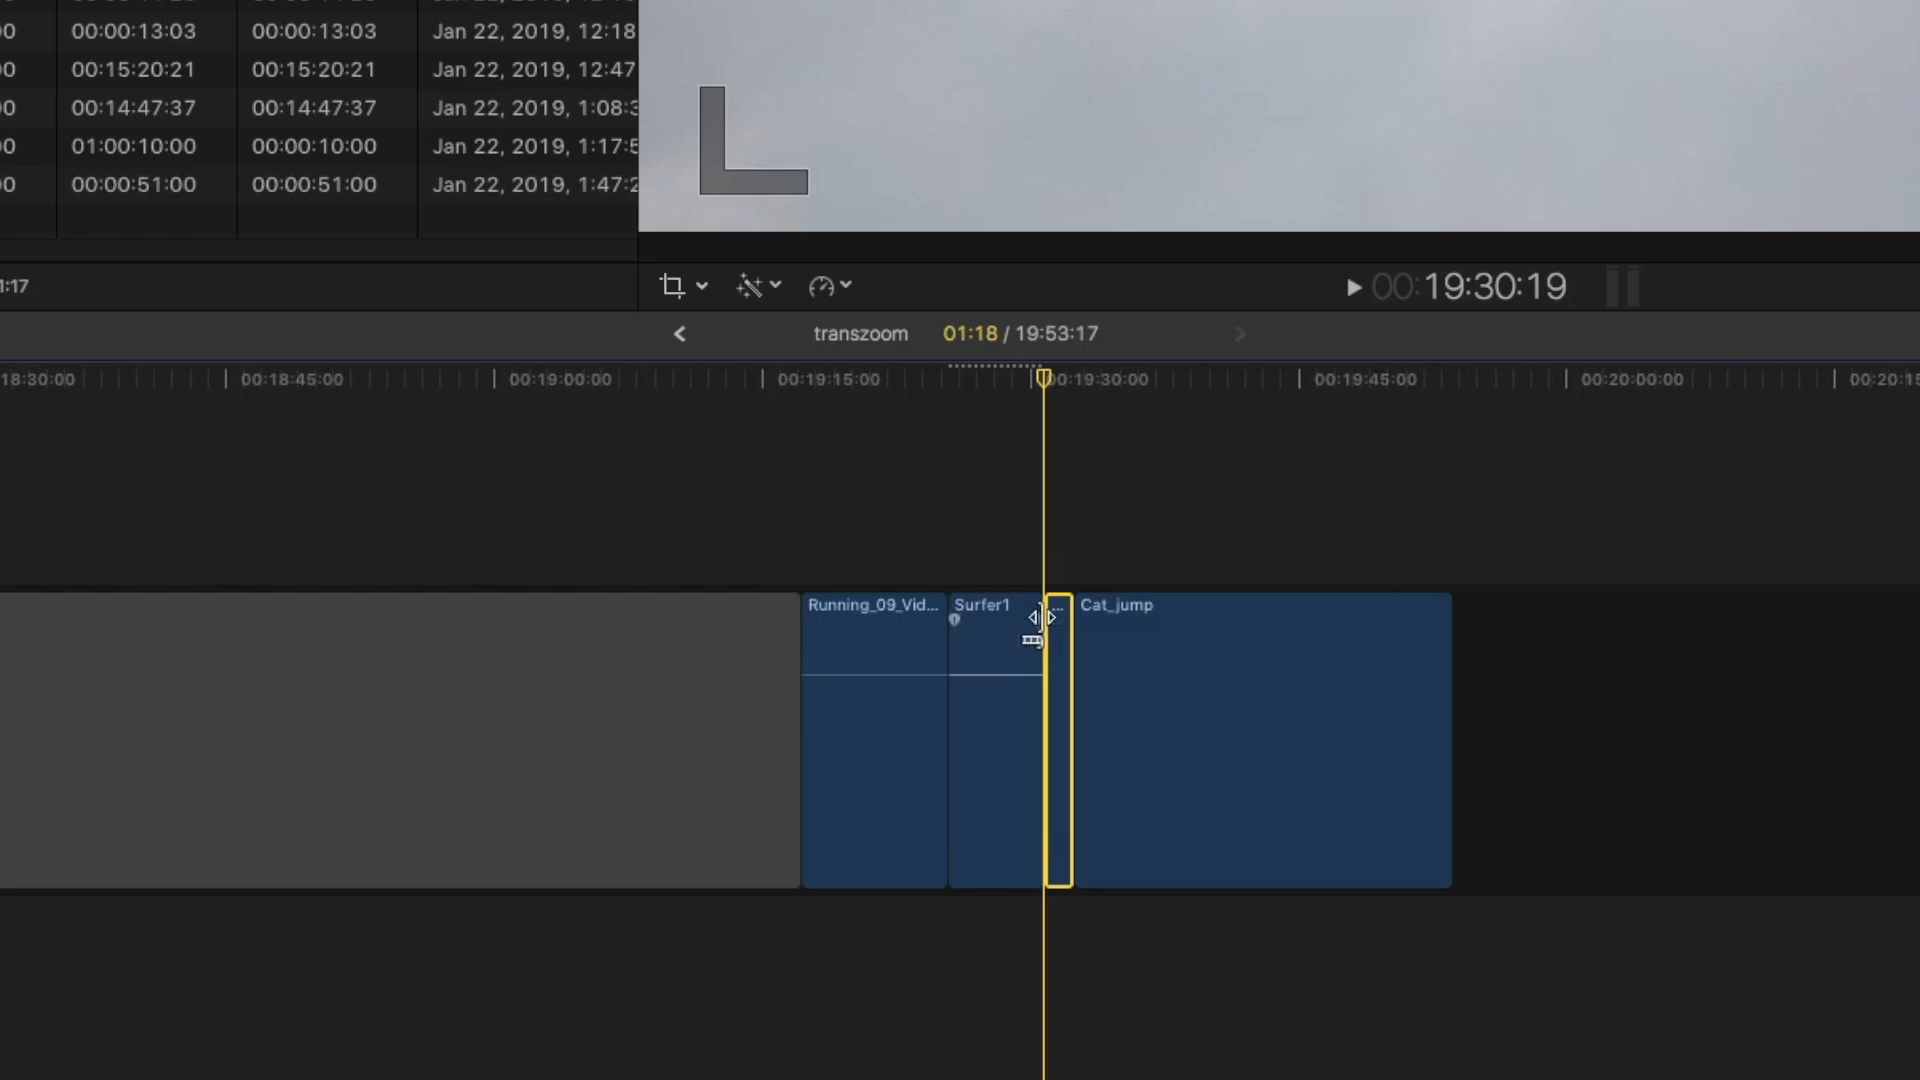 00:00:13:03 00:00:13:03 Jan 22, 2019, 12:18
00:15:20:21 00:15:20:21 Jan 22, 2019, 12:47
00:14:47:37 00:14:47:37 Jan 22, 2019, 1:08:3
01:00:10:00 00:00:10:00 Jan 22, 2019, 1:17:5
00:00:51:00 00:00:51:00 Jan 22, 2019, 1:47:2
:17
00:19:30:19
transzoom 01:18 / 19:53:17
18:30:00 00:18:45:00 00:19:00:00 00:19:15:00 00:19:30:00 00:19:45:00 00:20:00:00 00:20:15
Running_09_Vid... Surfer1 ... Cat_jump